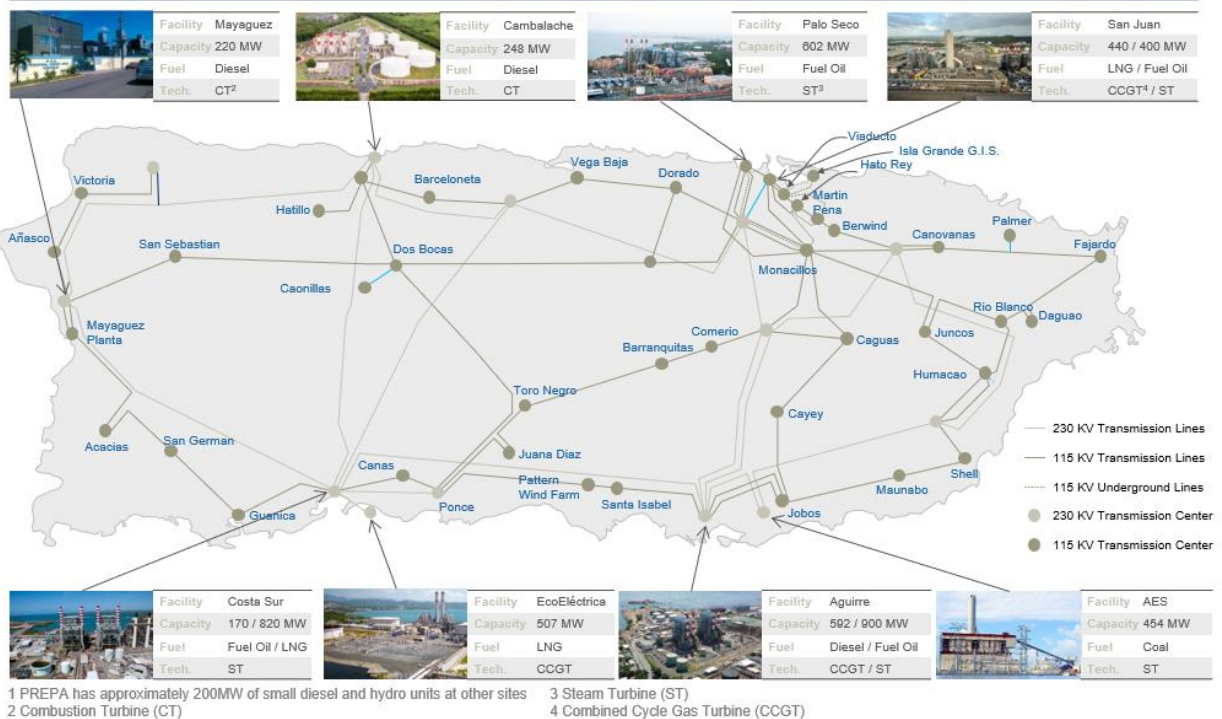 Facility Mayaguez
Capacity 220 MW
Fuel Diesel
Tech. CT2
Facility Cambalache
Capacity 248 MW
Fuel Diesel
Tech. CT
Facility Palo Seco
Capacity 602 MW
Fuel Fuel Oil
Tech. ST3
Facility San Juan
Capacity 440 / 400 MW
Fuel LNG / Fuel Oil
Tech. CCGT4 / ST
Viaducto
Isla Grande G.I.S.
Hato Rey
Victoria
Hatillo
Barceloneta
Vega Baja
Dorado
Martin
Pena
Berwind
Canovanas
Palmer
Fajardo
Añasco
San Sebastian
Dos Bocas
Caonillas
Monacillos
Mayaguez
Planta
Barranquitas
Comerio
Caguas
Juncos
Rio Blanco
Daguao
Humacao
Toro Negro
Cayey
Acacias
San German
Juana Diaz
Canas
Pattern
Wind Farm
Santa Isabel
Guanica
Ponce
Jobos
Maunabo
Shell
230 KV Transmission Lines
115 KV Transmission Lines
115 KV Underground Lines
230 KV Transmission Center
115 KV Transmission Center
Facility Costa Sur
Capacity 170 / 820 MW
Fuel Fuel Oil / LNG
Tech. ST
Facility EcoEléctrica
Capacity 507 MW
Fuel LNG
Tech. CCGT
Facility Aguirre
Capacity 592 / 900 MW
Fuel Diesel / Fuel Oil
Tech. CCGT / ST
Facility AES
Capacity 454 MW
Fuel Coal
Tech. ST
1 PREPA has approximately 200MW of small diesel and hydro units at other sites
2 Combustion Turbine (CT)
3 Steam Turbine (ST)
4 Combined Cycle Gas Turbine (CCGT)